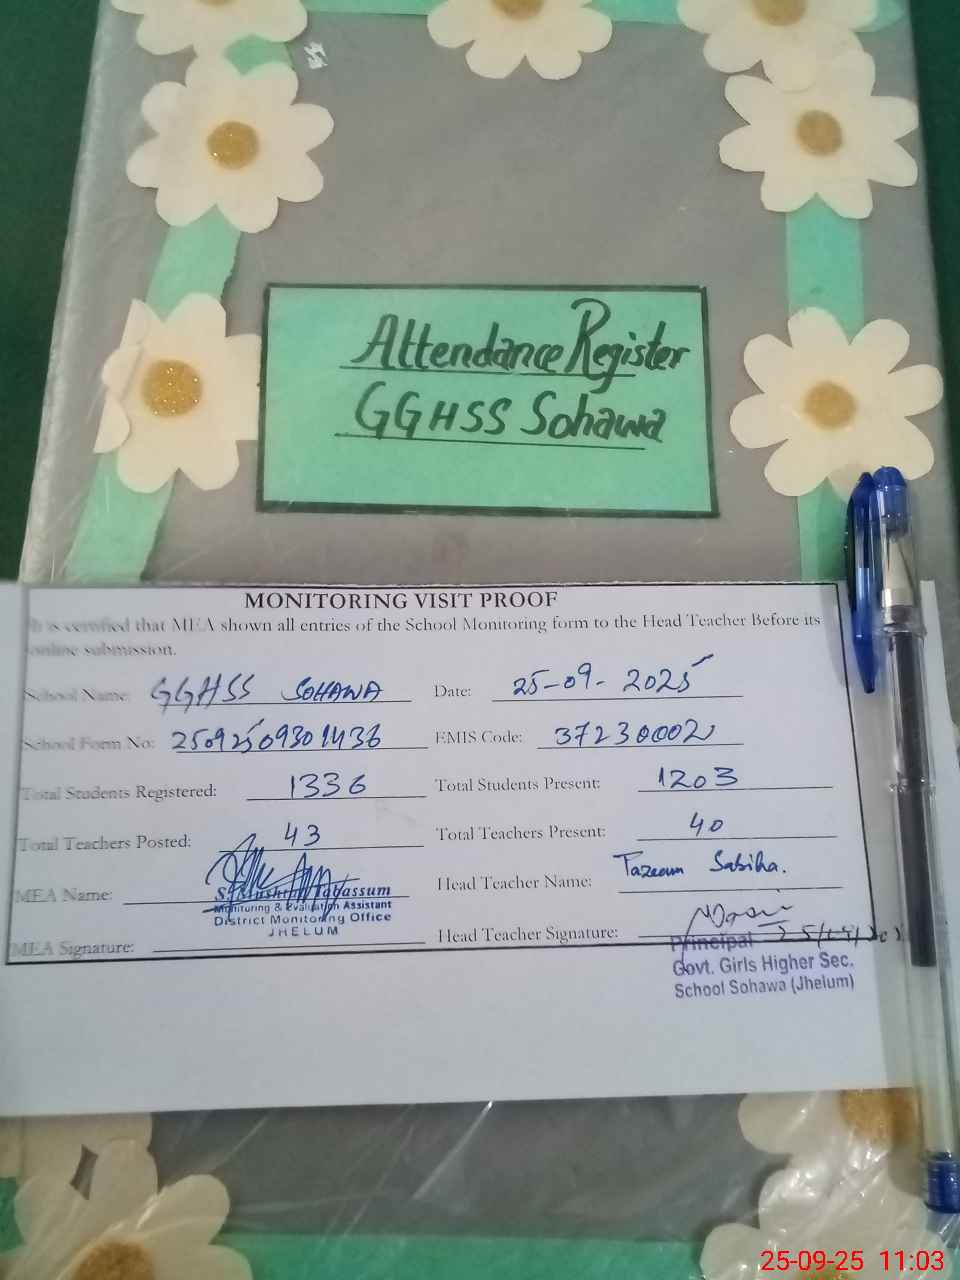 Attendance Register
GGHSS Sohawa
MONITORING VISIT PROOF
It is certified that MEA shown all entries of the School Monitoring form to the Head Teacher Before its
online submission.
School Name: GGHSS SOHAWA Date: 25-09-2025
School Form No: 25092509301436 EMIS Code: 37230002
Total Students Registered: 1336 Total Students Present: 1203
Total Teachers Posted: 43 Total Teachers Present: 40
MEA Name: Tabassum Head Teacher Name: Sabiha.
Monitoring & Evaluation Assistant
District Monitoring Office
JHELUM
MEA Signature: Head Teacher Signature:
Principal
Govt. Girls Higher Sec.
School Sohawa (Jhelum)
25-09-25 11:03